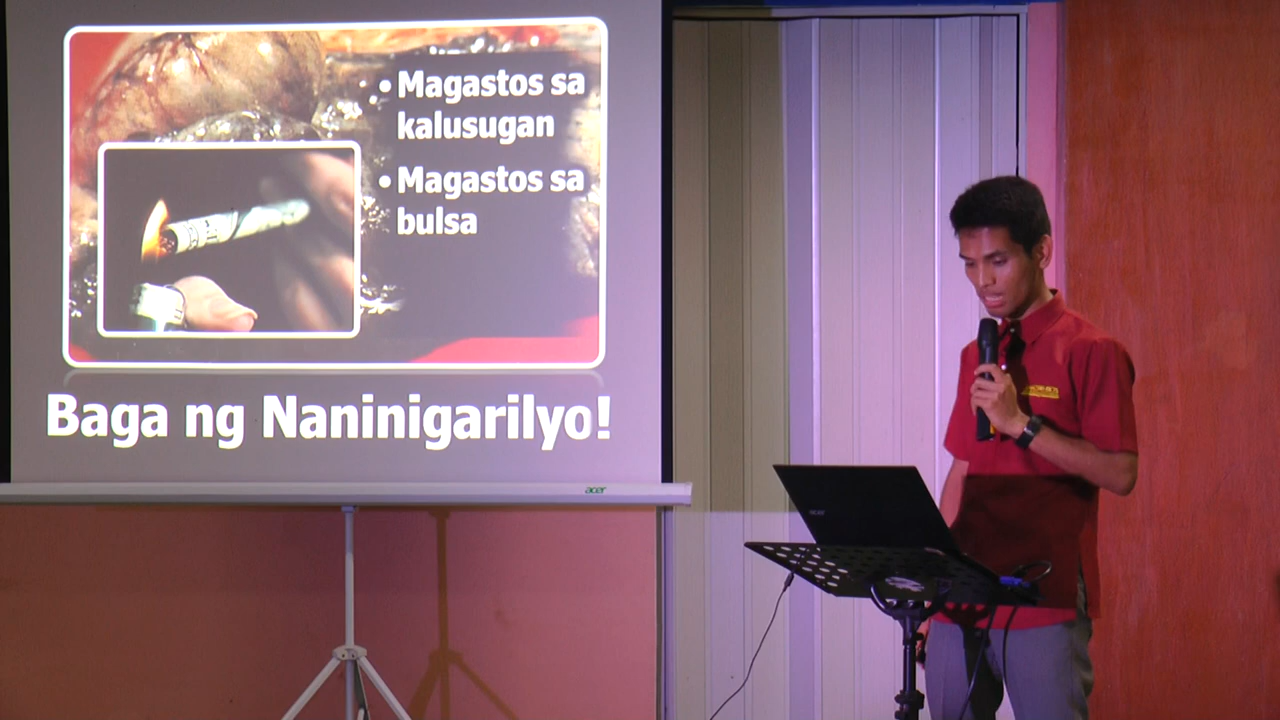 • Magastos sa
kalusugan
• Magastos sa
bulsa
Baga ng Naninigarilyo!
acer